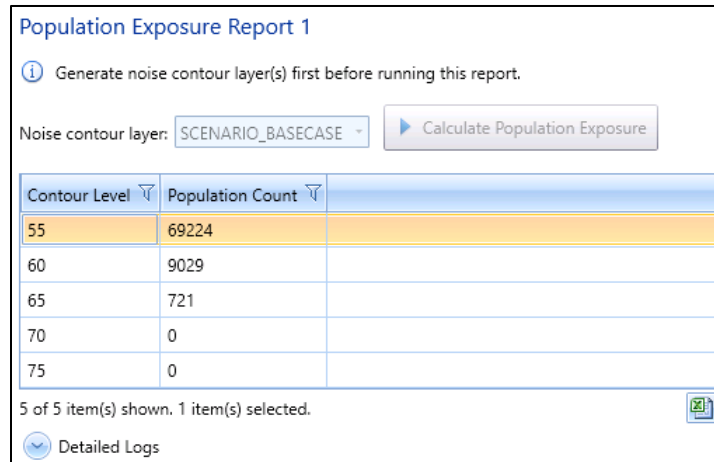 Population Exposure Report 1
Generate noise contour layer(s) first before running this report.
Noise contour layer: SCENARIO_BASECASE Calculate Population Exposure
Contour Level Population Count
55 69224
60 9029
65 721
70 0
75 0
5 of 5 item(s) shown. 1 item(s) selected.
Detailed Logs